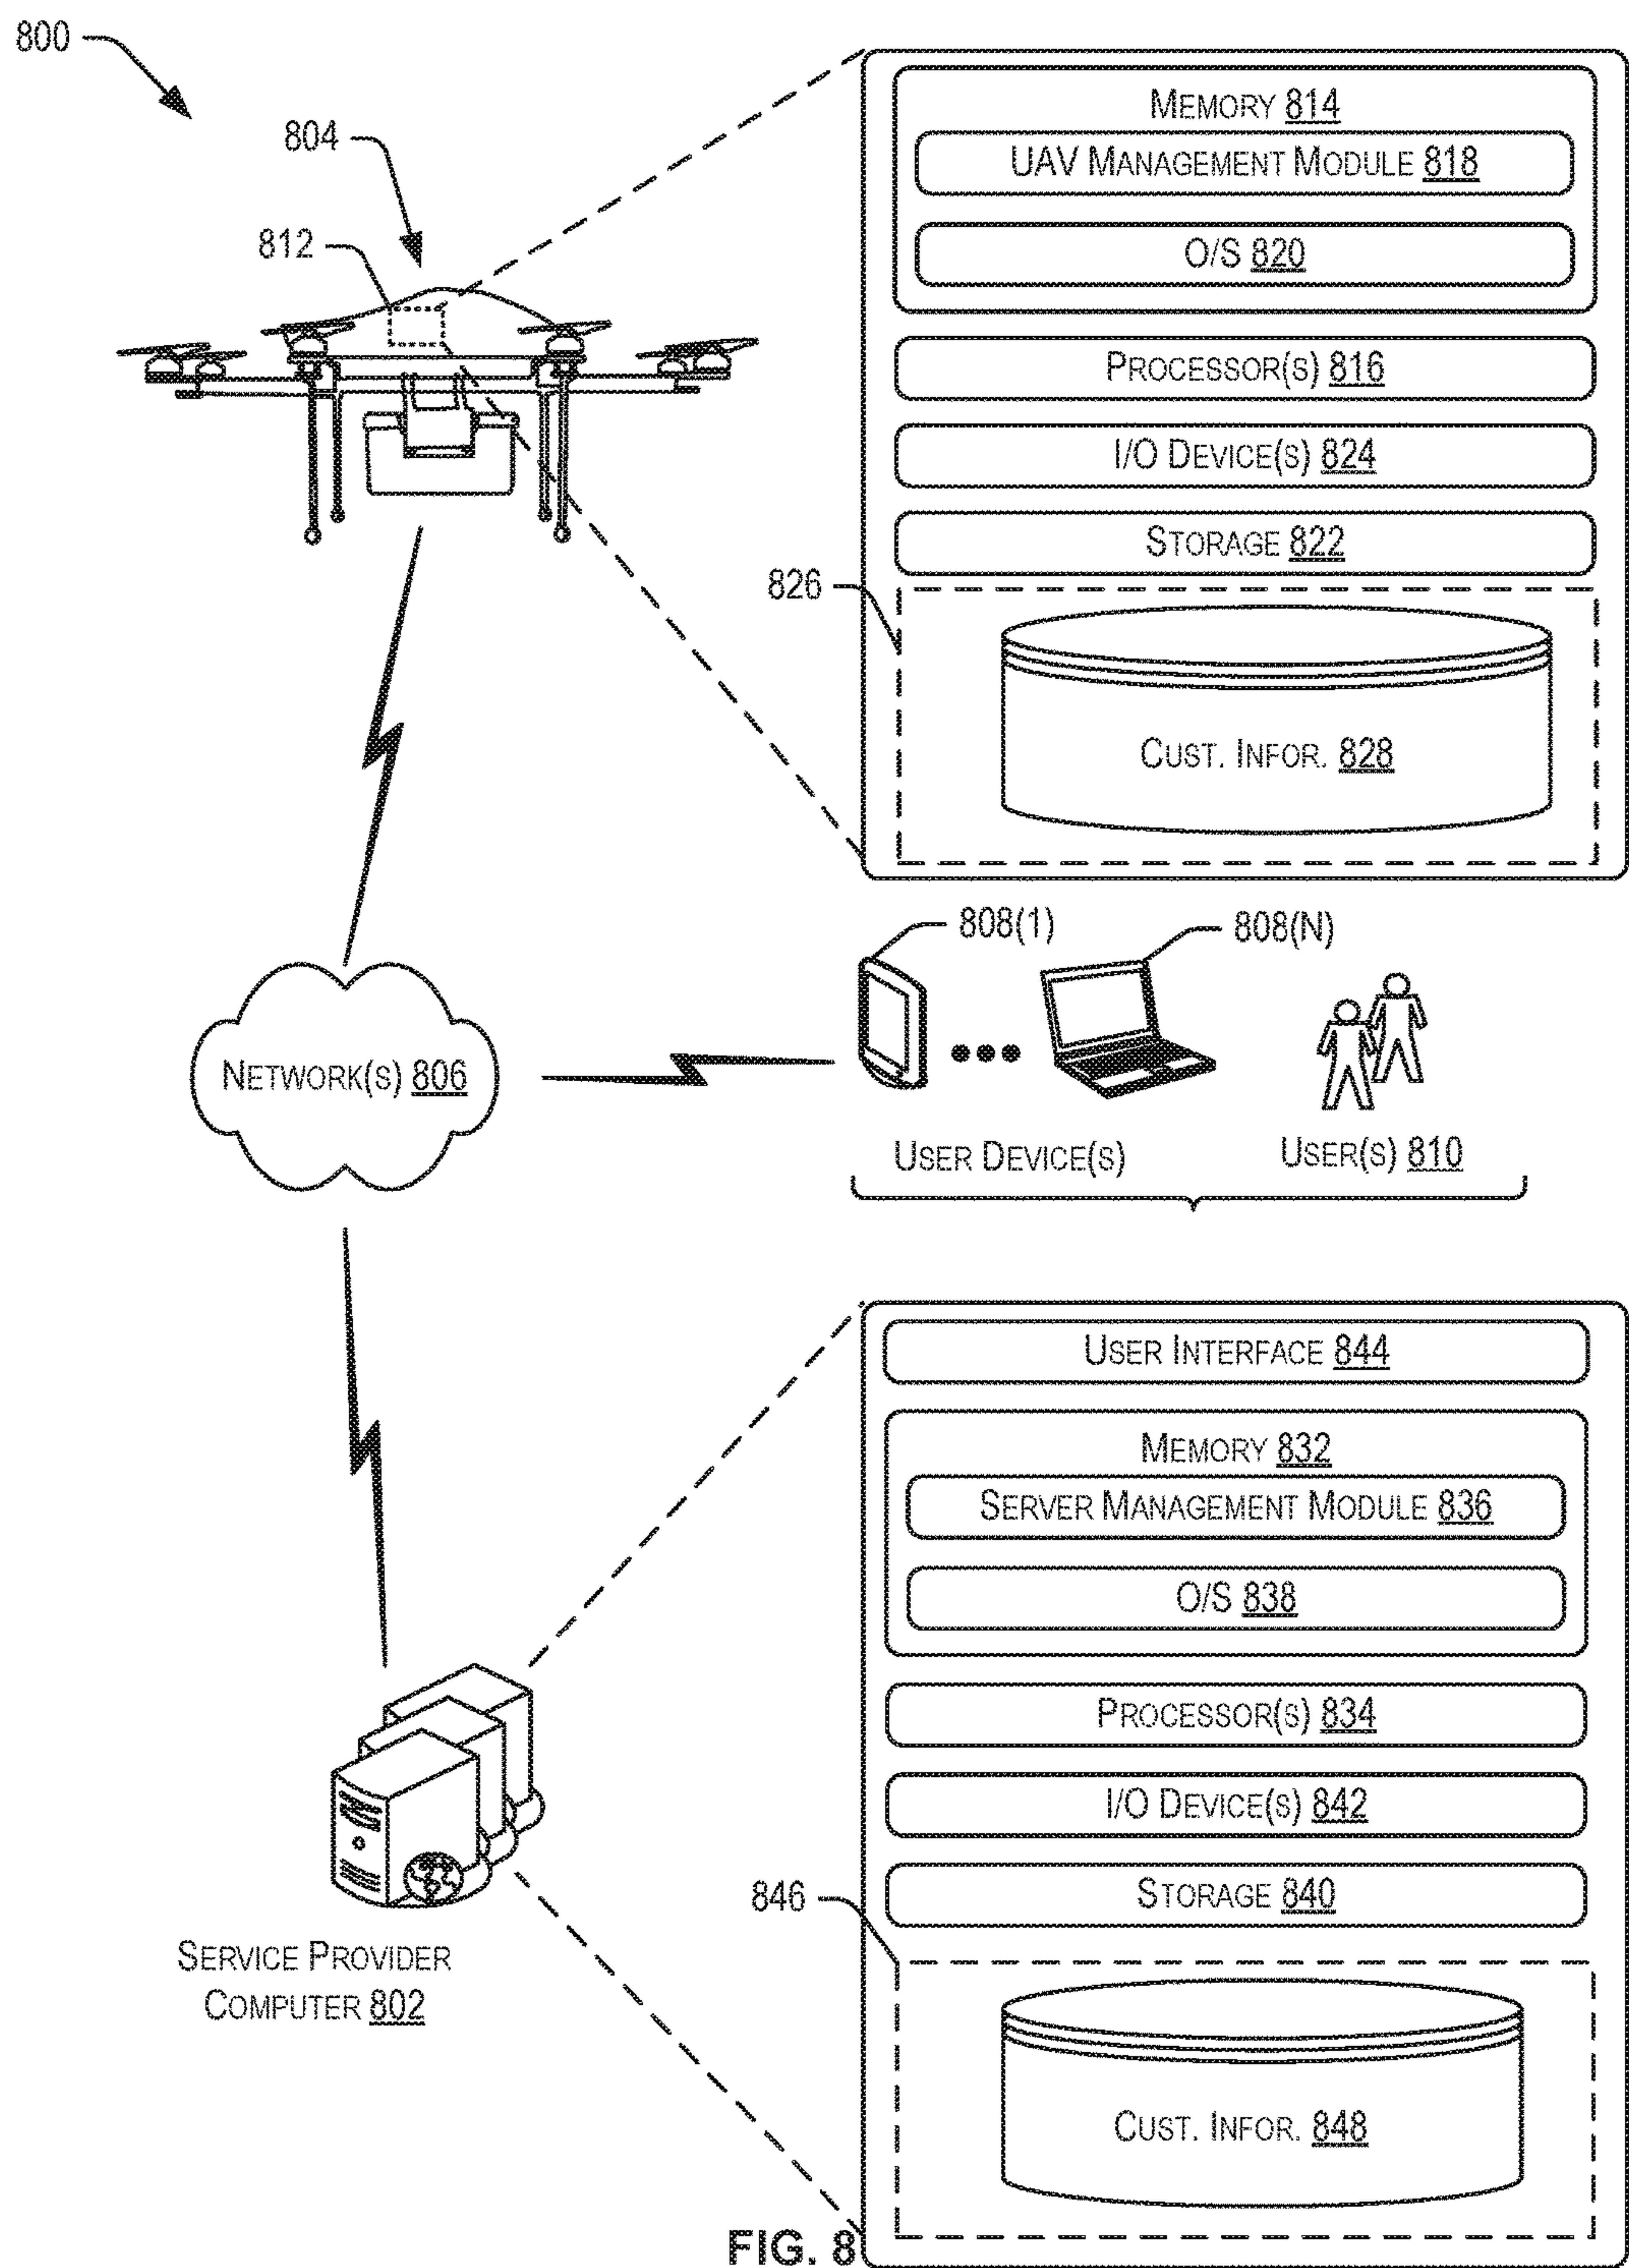 800
804
812
MEMORY 814
UAV MANAGEMENT MODULE 818
O/S 820
PROCESSOR(S) 816
I/O DEVICE(S) 824
STORAGE 822
826
CUST. INFOR. 828
808(1)
808(N)
NETWORK(S) 806
USER DEVICE(S)
USER(S) 810
USER INTERFACE 844
MEMORY 832
SERVER MANAGEMENT MODULE 836
O/S 838
PROCESSOR(S) 834
I/O DEVICE(S) 842
STORAGE 840
846
SERVICE PROVIDER
COMPUTER 802
CUST. INFOR. 848
FIG. 8